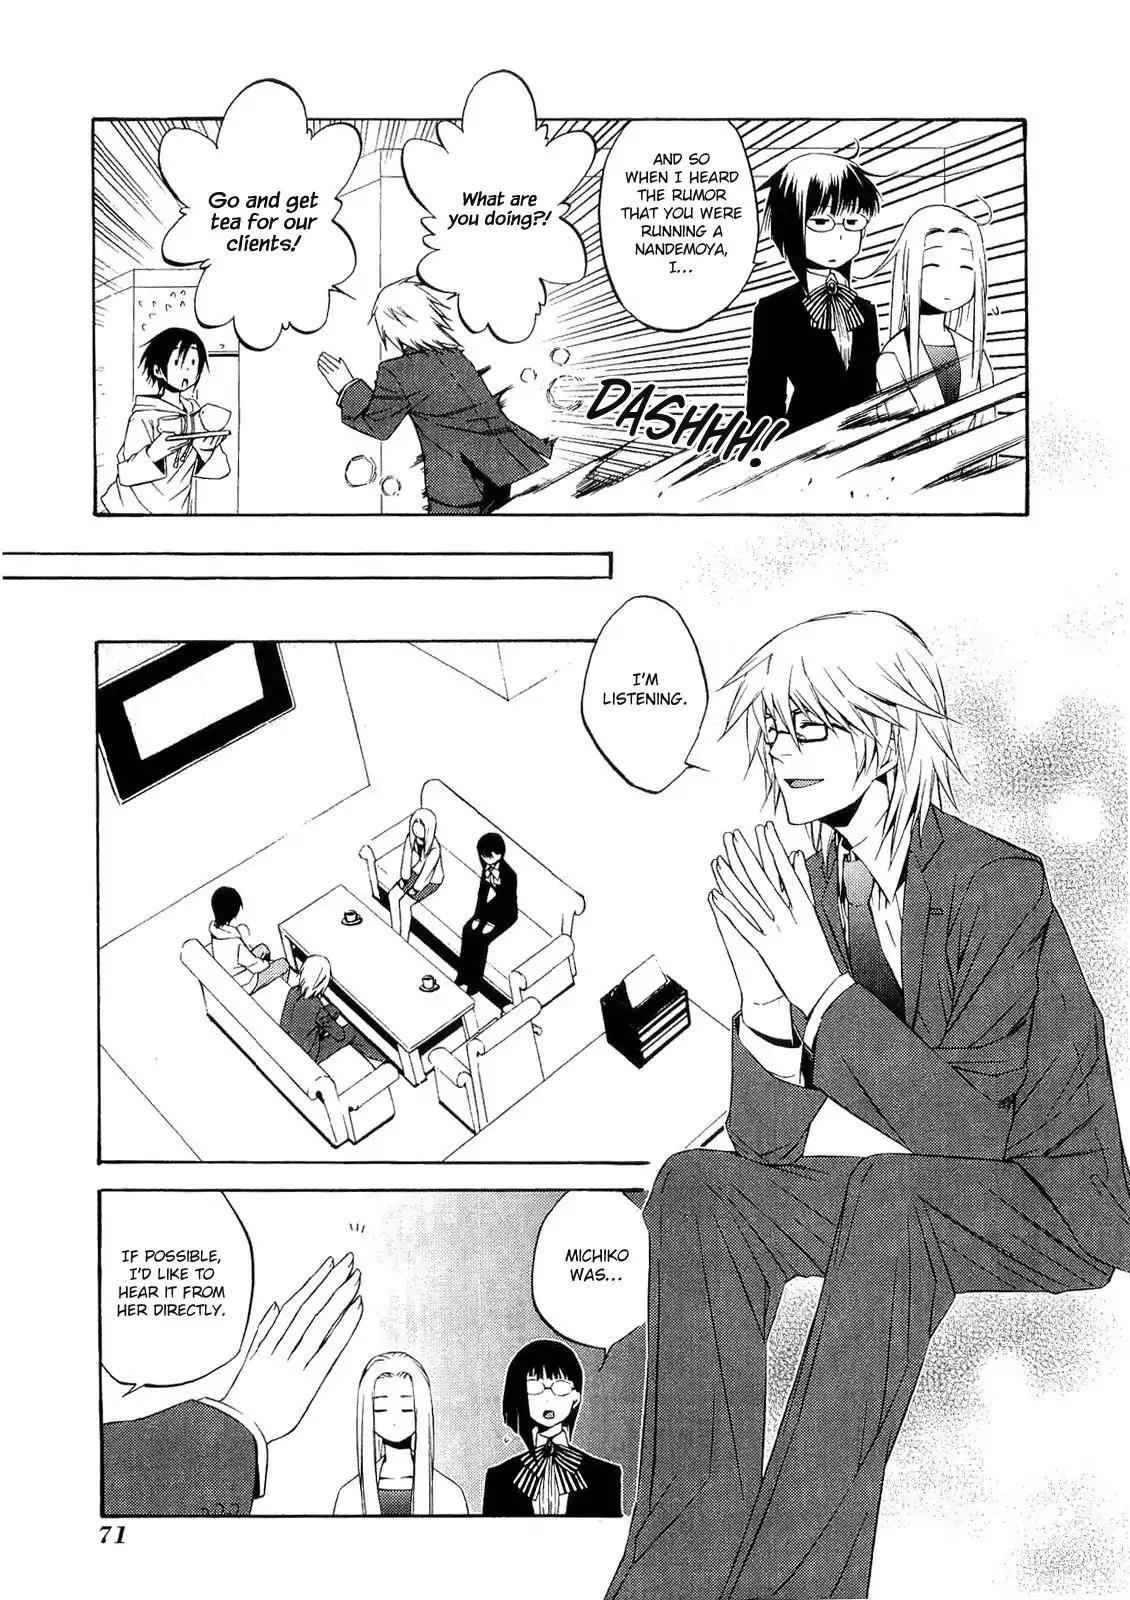 AND SO
WHEN I HEARD
THE RUMOR
THAT YOU WERE
RUNNING A
NANDEMOYA,
I...
DASHHH!!
What are
you doing?!
Go and get
tea for our
clients!
I'M
LISTENING.
MICHIKO
WAS...
IF POSSIBLE,
I'D LIKE TO
HEAR IT FROM
HER DIRECTLY.
71